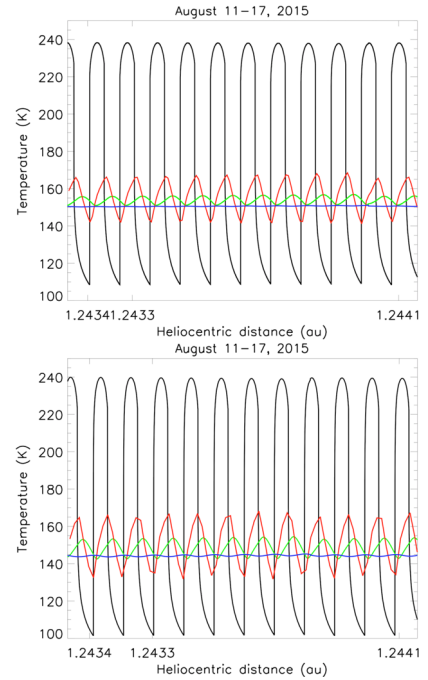 August 11-17, 2015
240
220
200
180
160
140
120
100
Temperature (K)
1.2434 1.2433 1.2441
Heliocentric distance (au)
August 11-17, 2015
240
220
200
180
160
140
120
100
Temperature (K)
1.2434 1.2433 1.2441
Heliocentric distance (au)